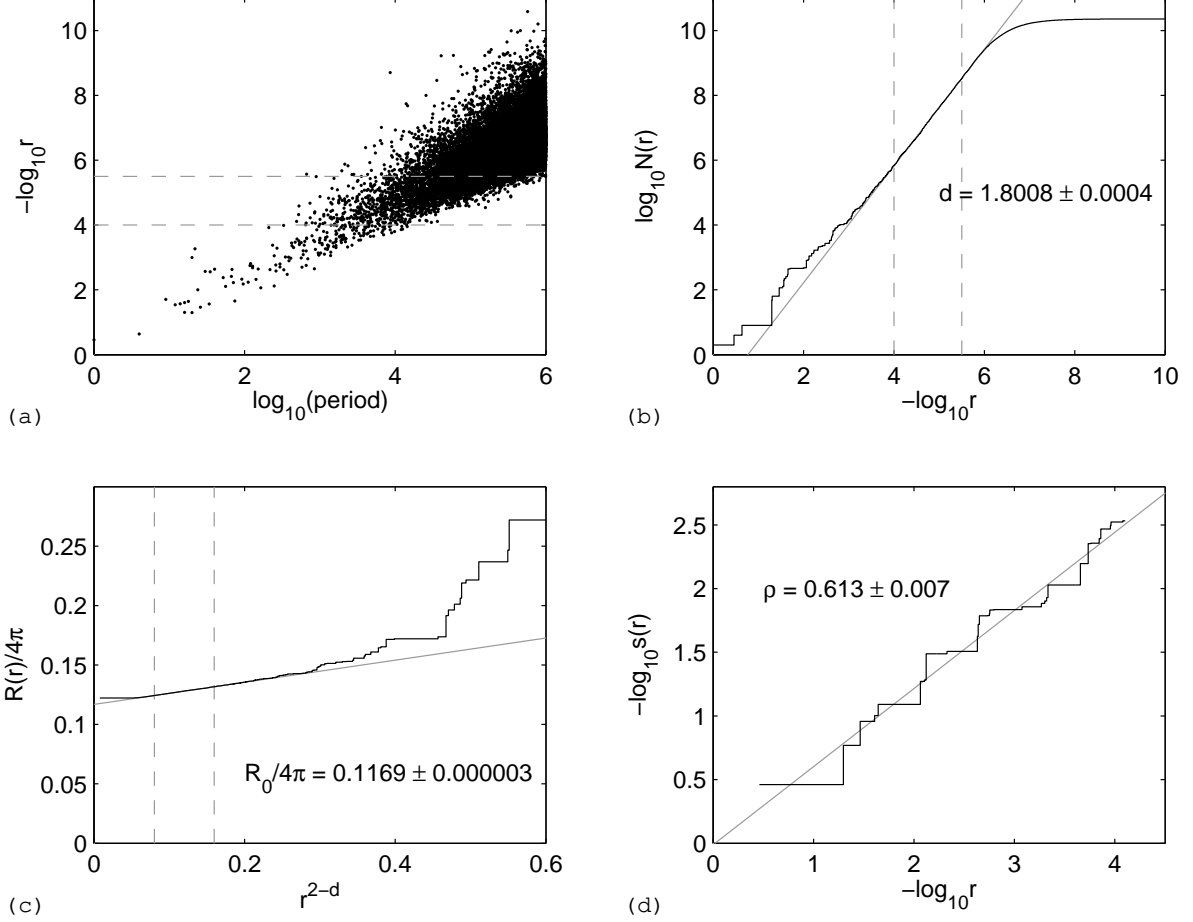 10
8
6
4
2
0
−log10r
0 2 4 6
log10(period)
(a)
10
8
6
4
2
0
log10N(r)
d = 1.8008 ± 0.0004
0 2 4 6 8 10
−log10r
(b)
0.25
0.2
0.15
0.1
0.05
0
R(r)/4π
R0/4π = 0.1169 ± 0.000003
0 0.2 0.4 0.6
r2−d
(c)
2.5
2
1.5
1
0.5
0
−log10s(r)
ρ = 0.613 ± 0.007
1 2 3 4
−log10r
(d)